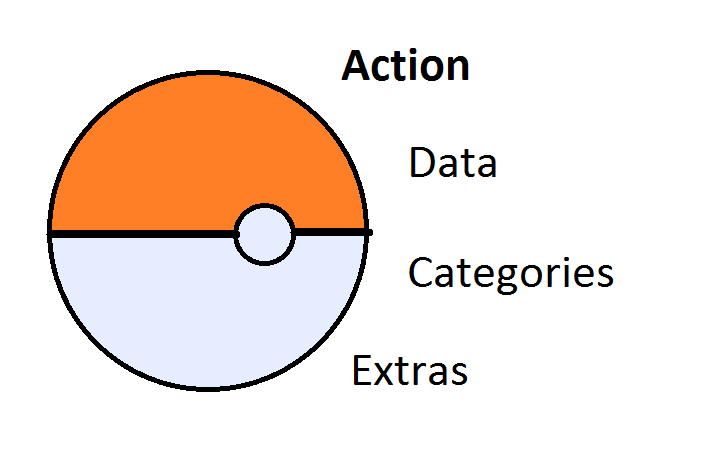 Action
Data
Categories
Extras